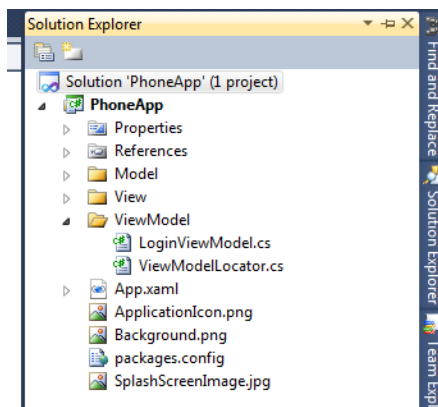 Solution Explorer
Solution 'PhoneApp' (1 project)
PhoneApp
Properties
References
Model
View
ViewModel
LoginViewModel.cs
ViewModelLocator.cs
App.xaml
ApplicationIcon.png
Background.png
packages.config
SplashScreenImage.jpg
Find and Replace
Solution Explorer
Team